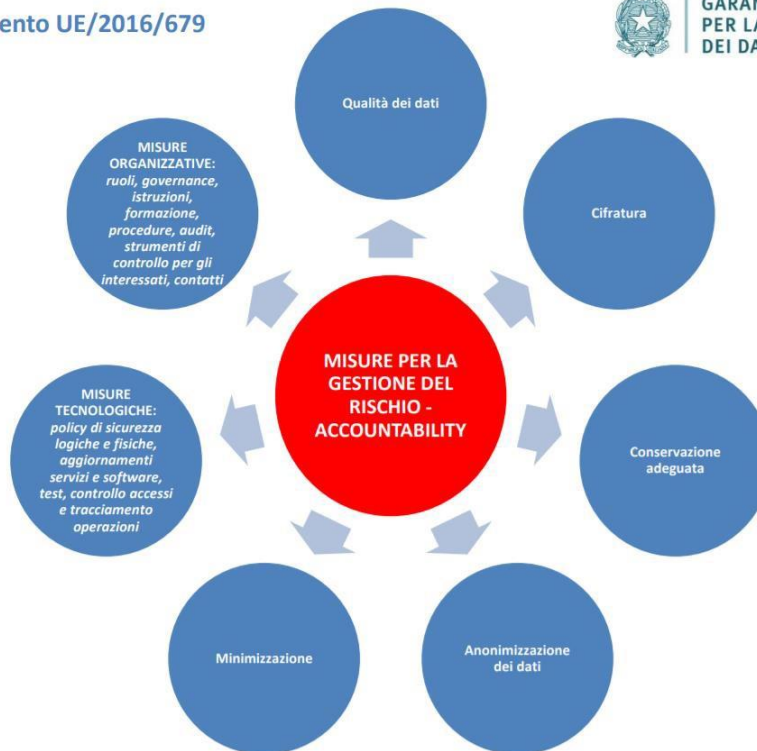 ento UE/2016/679
GARAN
PER LA
DEI DA
Qualità dei dati
MISURE
ORGANIZZATIVE:
ruoli, governance,
istruzioni,
formazione,
procedure, audit,
strumenti di
controllo per gli
interessati, contatti
Cifratura
MISURE PER LA
GESTIONE DEL
RISCHIO -
ACCOUNTABILITY
MISURE
TECNOLOGICHE:
policy di sicurezza
logiche e fisiche,
aggiornamenti
servizi e software,
test, controllo accessi
e tracciamento
operazioni
Conservazione
adeguata
Minimizzazione
Anonimizzazione
dei dati